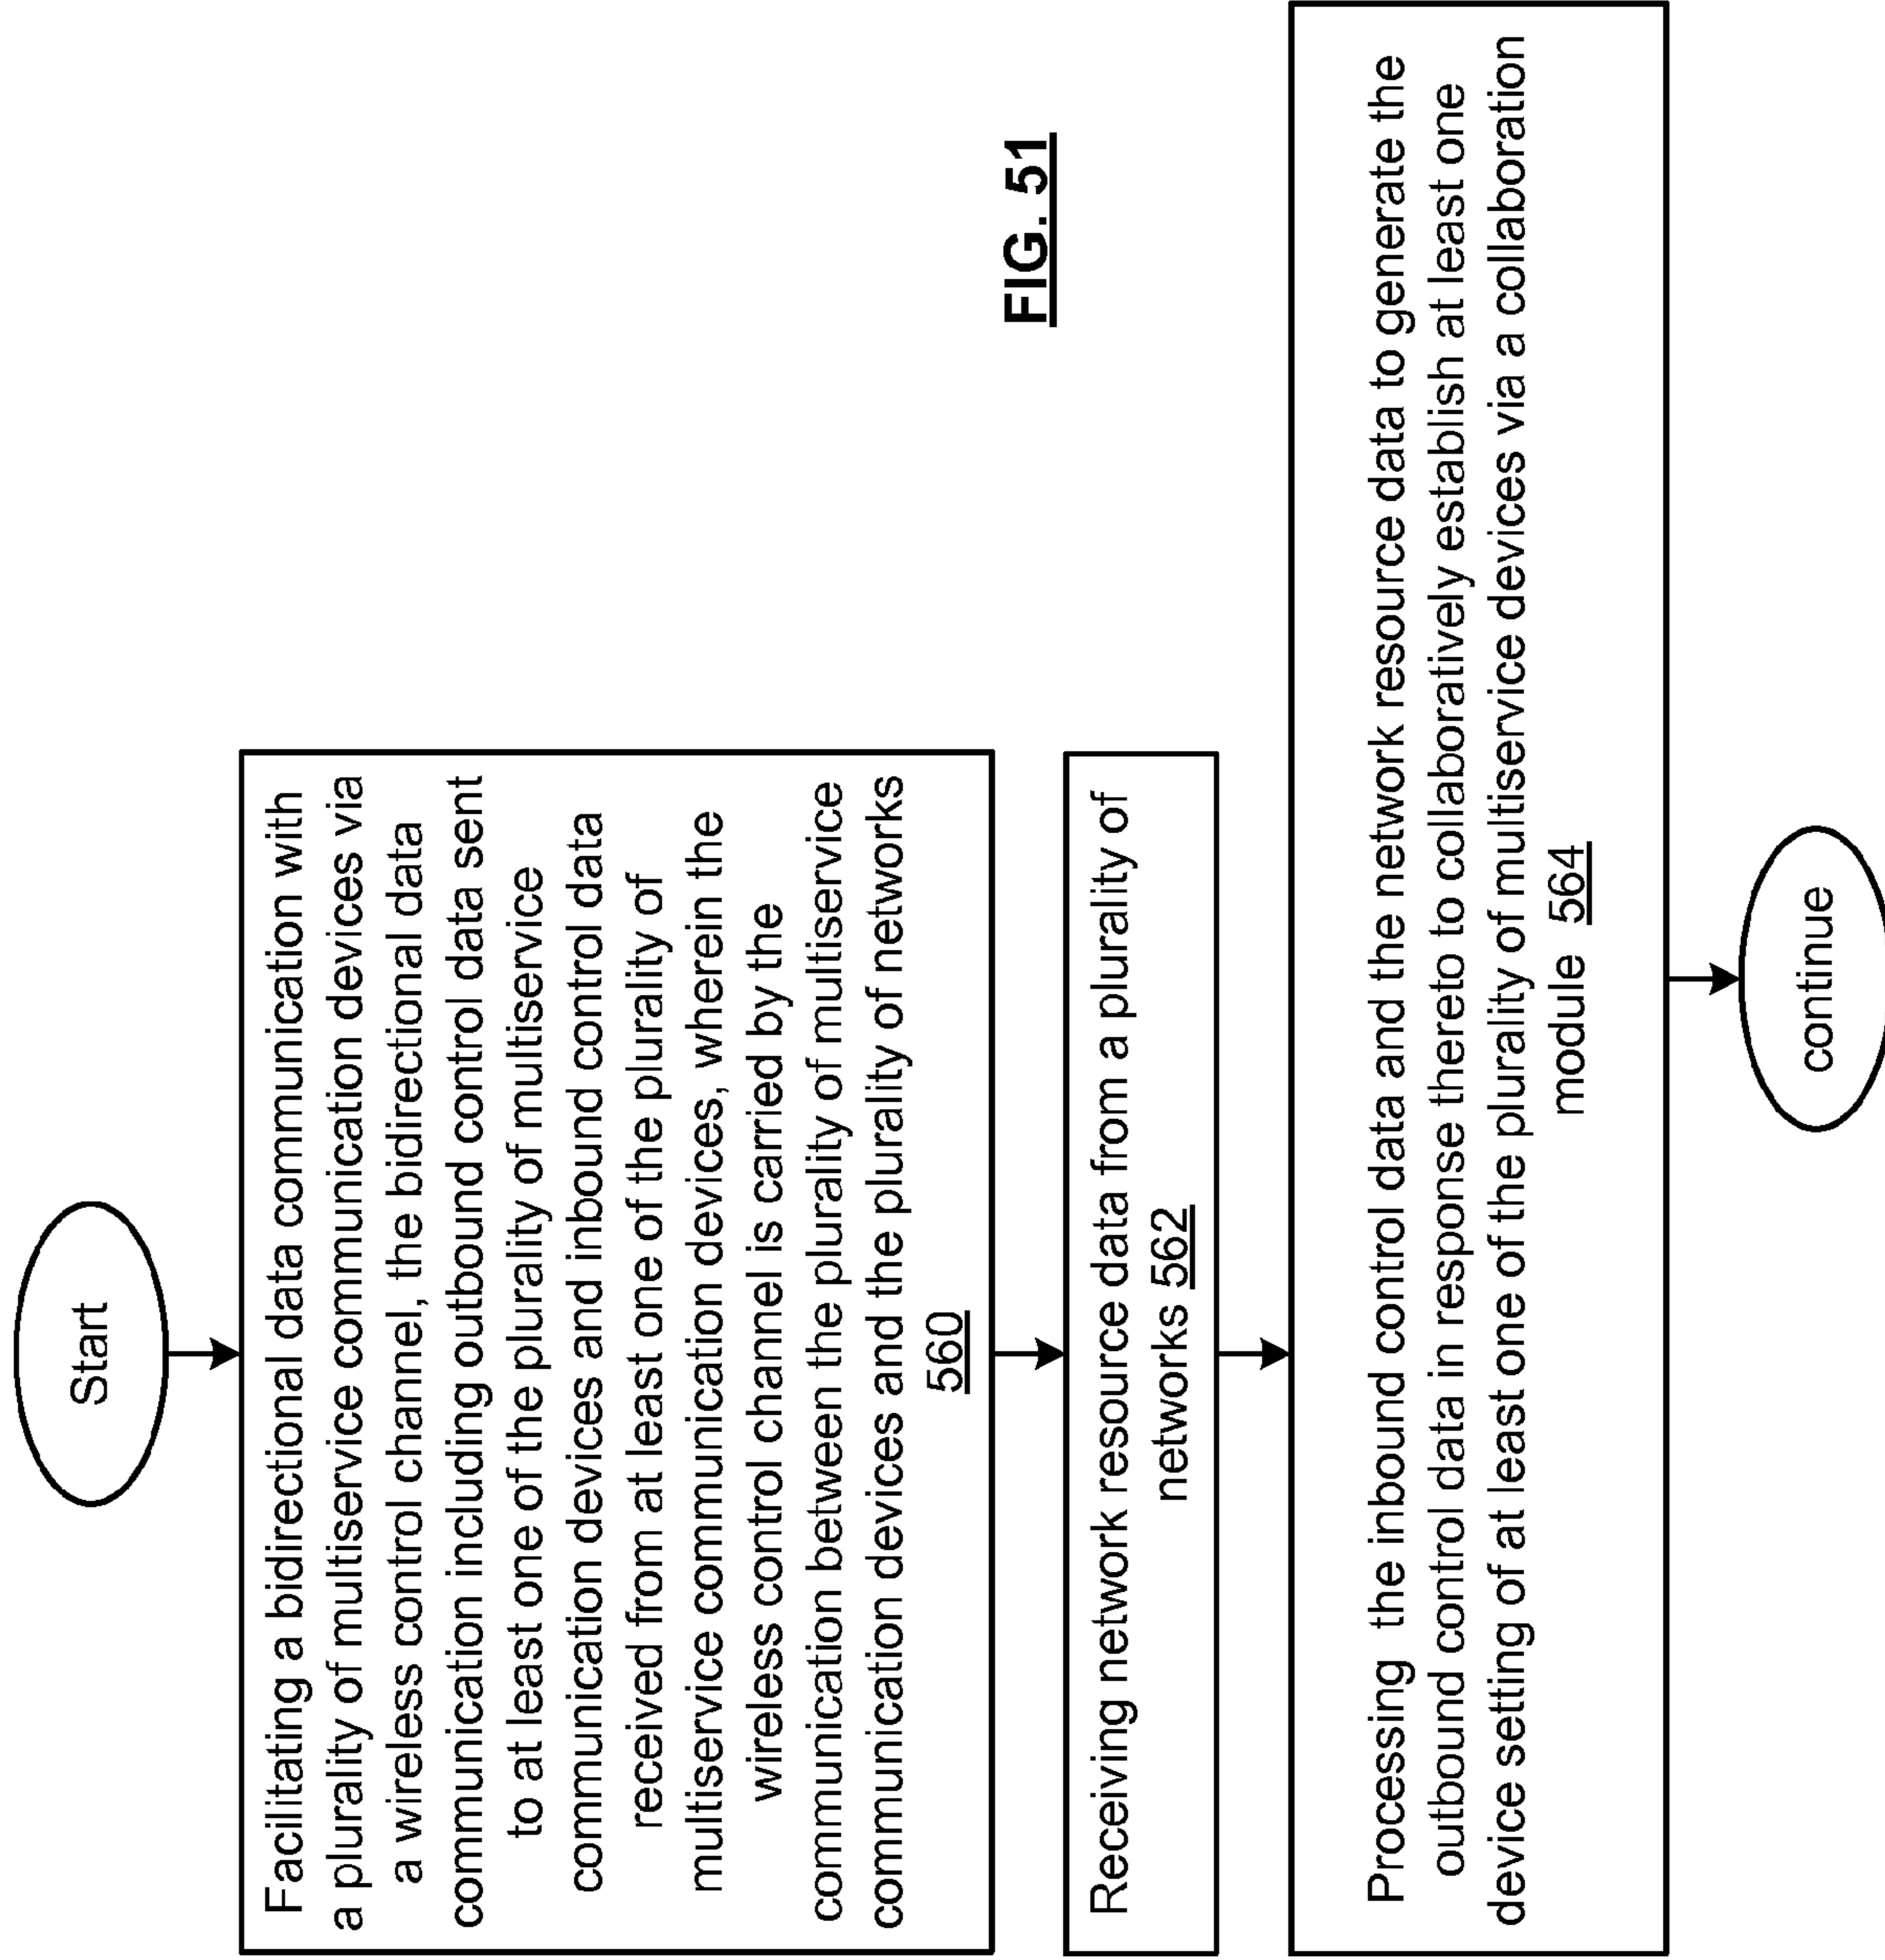 Start
Facilitating a bidirectional data communication with
a plurality of multiservice communication devices via
a wireless control channel, the bidirectional data
communication including outbound control data sent
to at least one of the plurality of multiservice
communication devices and inbound control data
received from at least one of the plurality of
multiservice communication devices, wherein the
wireless control channel is carried by the
communication between the plurality of multiservice
communication devices and the plurality of networks
560
Receiving network resource data from a plurality of
networks 562
Processing the inbound control data and the network resource data to generate the
outbound control data in response thereto to collaboratively establish at least one
device setting of at least one of the plurality of multiservice devices via a collaboration
module 564
continue
FIG. 51